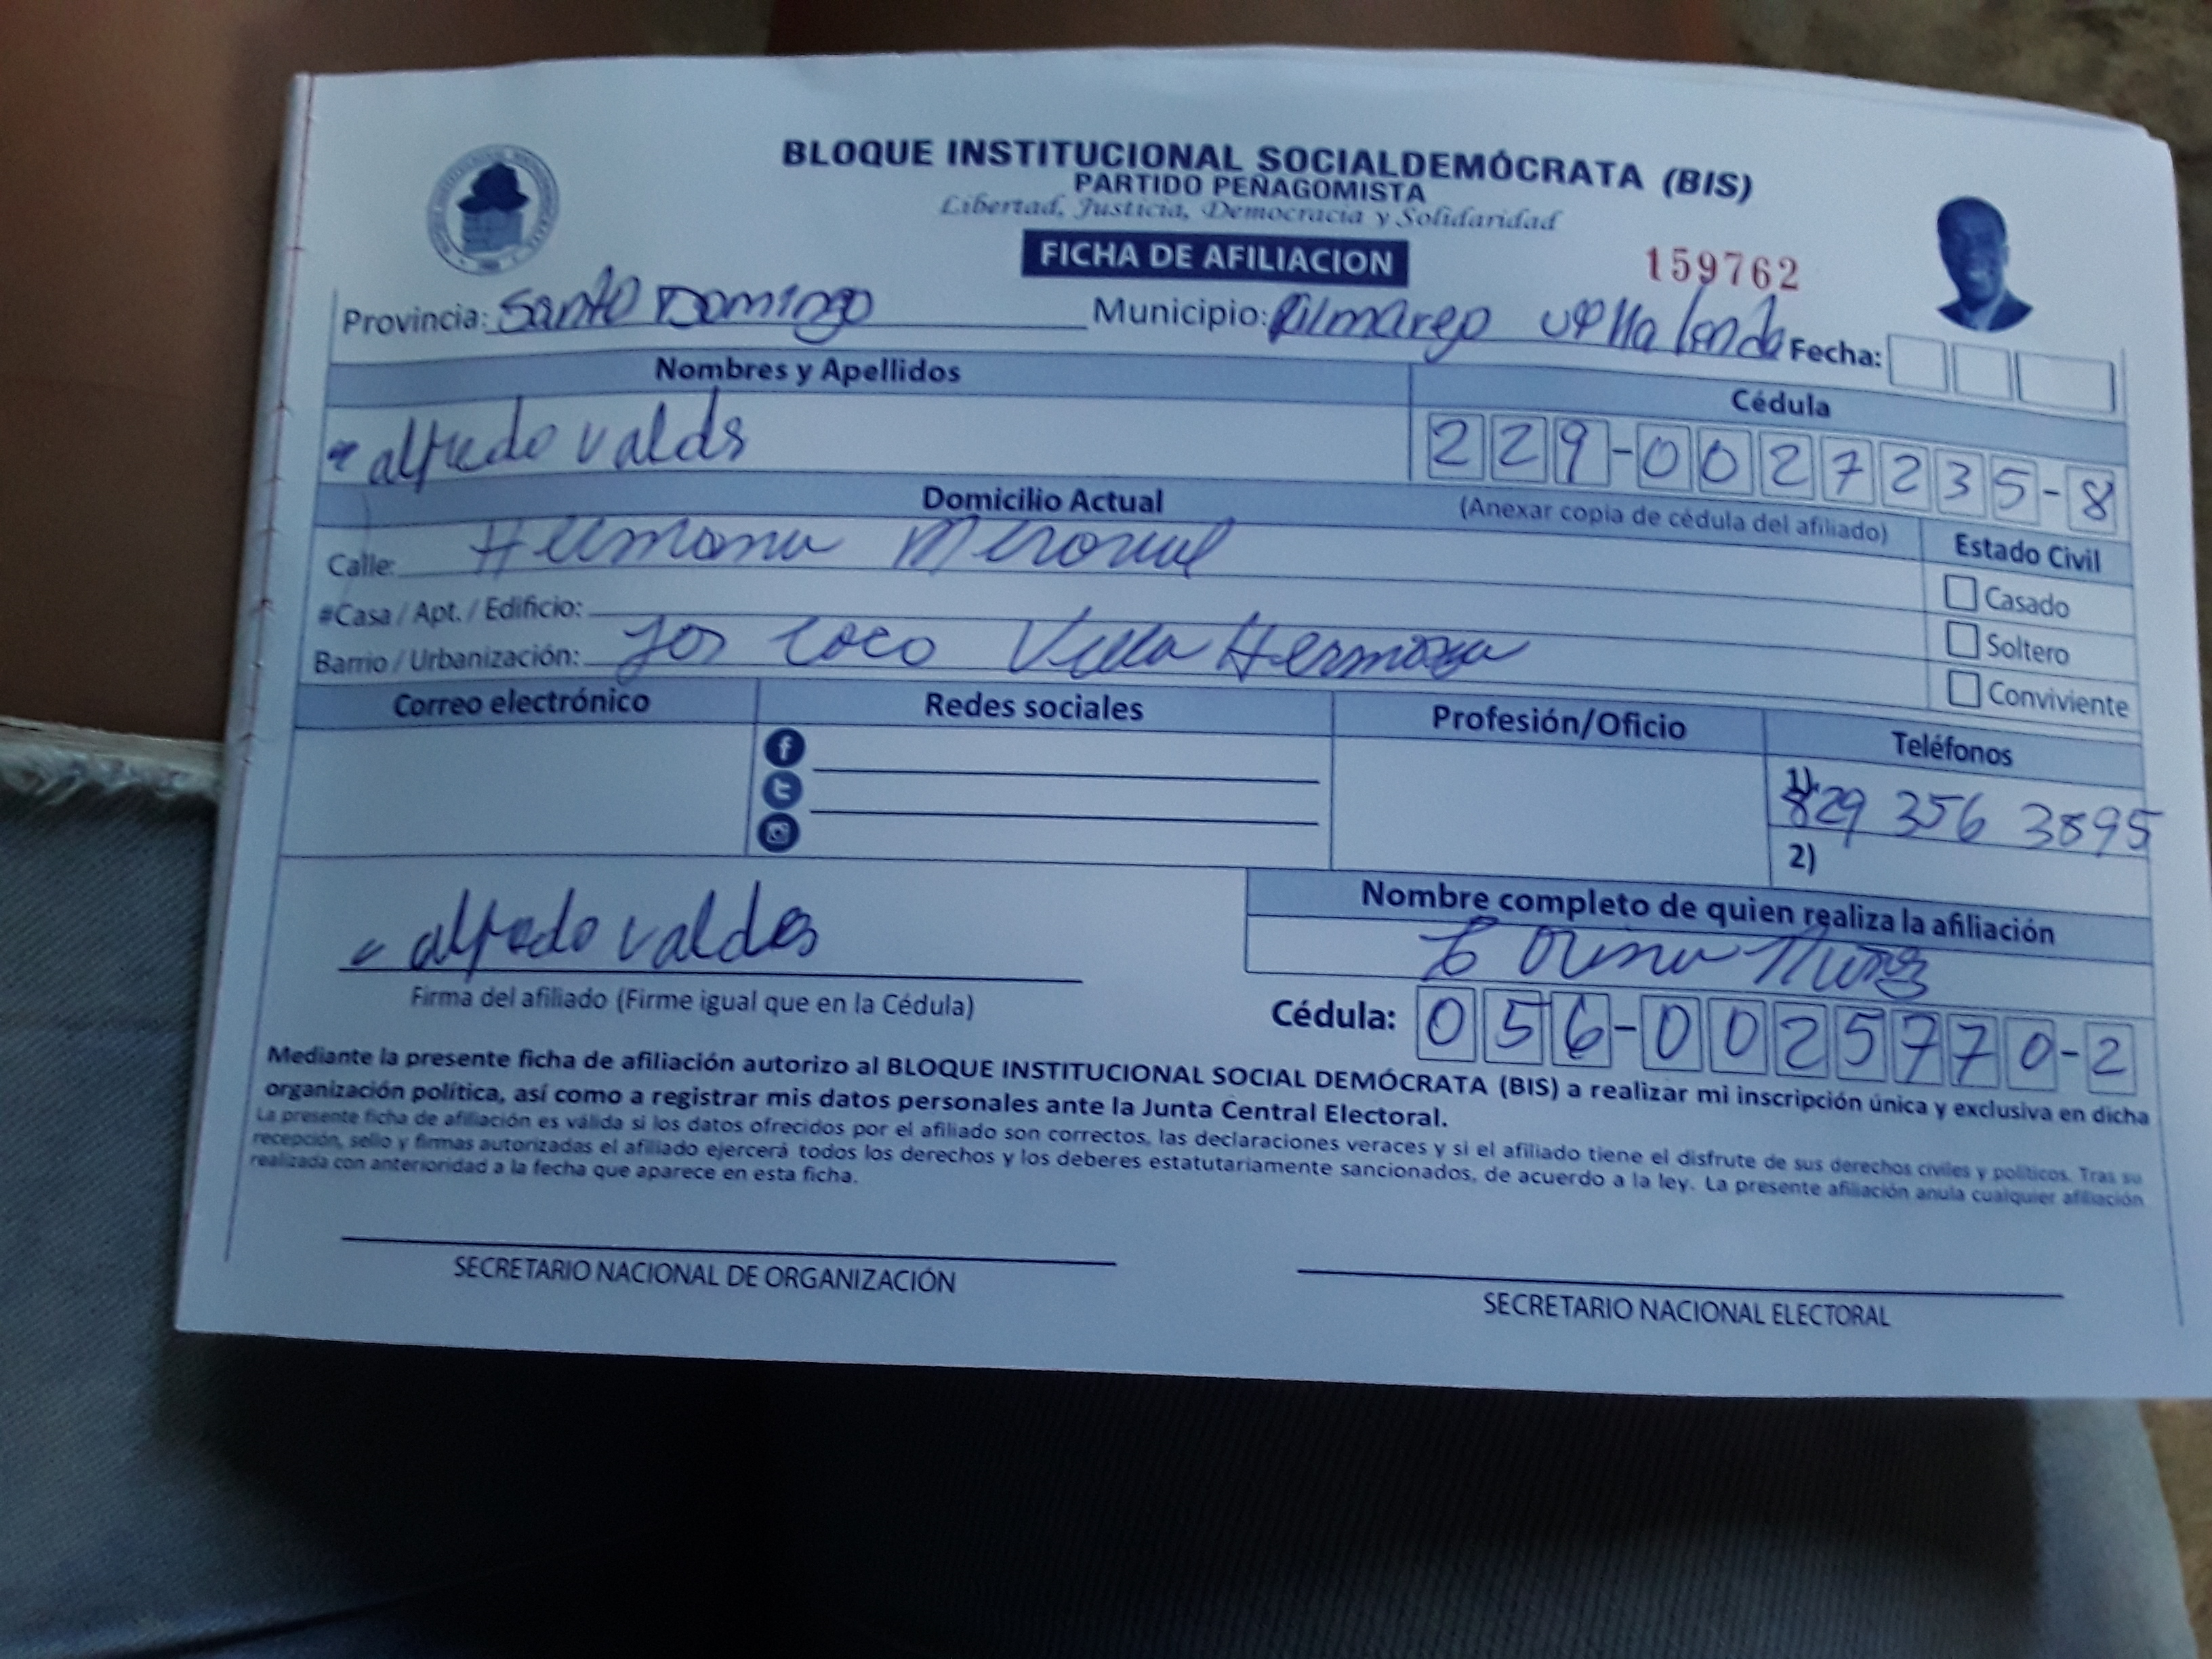 BLOQUE INSTITUCIONAL SOCIALDEMÓCRATA (BIS)
PARTIDO PEÑAGOMISTA
Libertad, Justicia, Democracia y Solidaridad
FICHA DE AFILIACION
159762
Provincia: Santo Domingo Municipio: Fecha:
Nombres y Apellidos Cédula
alfredo valds 229-0027235-8
Domicilio Actual (Anexar copia de cédula del afiliado) Estado Civil
Calle: Hermana
Casado
#Casa / Apt. / Edificio:
Soltero
Barrio / Urbanización: Los Coco Villa Hermosa
Conviviente
Correo electrónico Redes sociales Profesión/Oficio Teléfonos
1) 829 356 3895
2)
Nombre completo de quien realiza la afiliación
alfredo valdes
Firma del afiliado (Firme igual que en la Cédula)
Cédula: 056-0025770-2
Mediante la presente ficha de afiliación autorizo al BLOQUE INSTITUCIONAL SOCIAL DEMÓCRATA (BIS) a realizar mi inscripción única y exclusiva en dicha
organización política, así como a registrar mis datos personales ante la Junta Central Electoral.
La presente ficha de afiliación es válida si los datos ofrecidos por el afiliado son correctos, las declaraciones veraces y si el afiliado tiene el disfrute de sus derechos civiles y políticos. Tras su
recepción, sello y firmas autorizadas el afiliado ejercerá todos los derechos y los deberes estatutariamente sancionados, de acuerdo a la ley. La presente afiliación anula cualquier afiliación
realizada con anterioridad a la fecha que aparece en esta ficha.
SECRETARIO NACIONAL DE ORGANIZACIÓN
SECRETARIO NACIONAL ELECTORAL